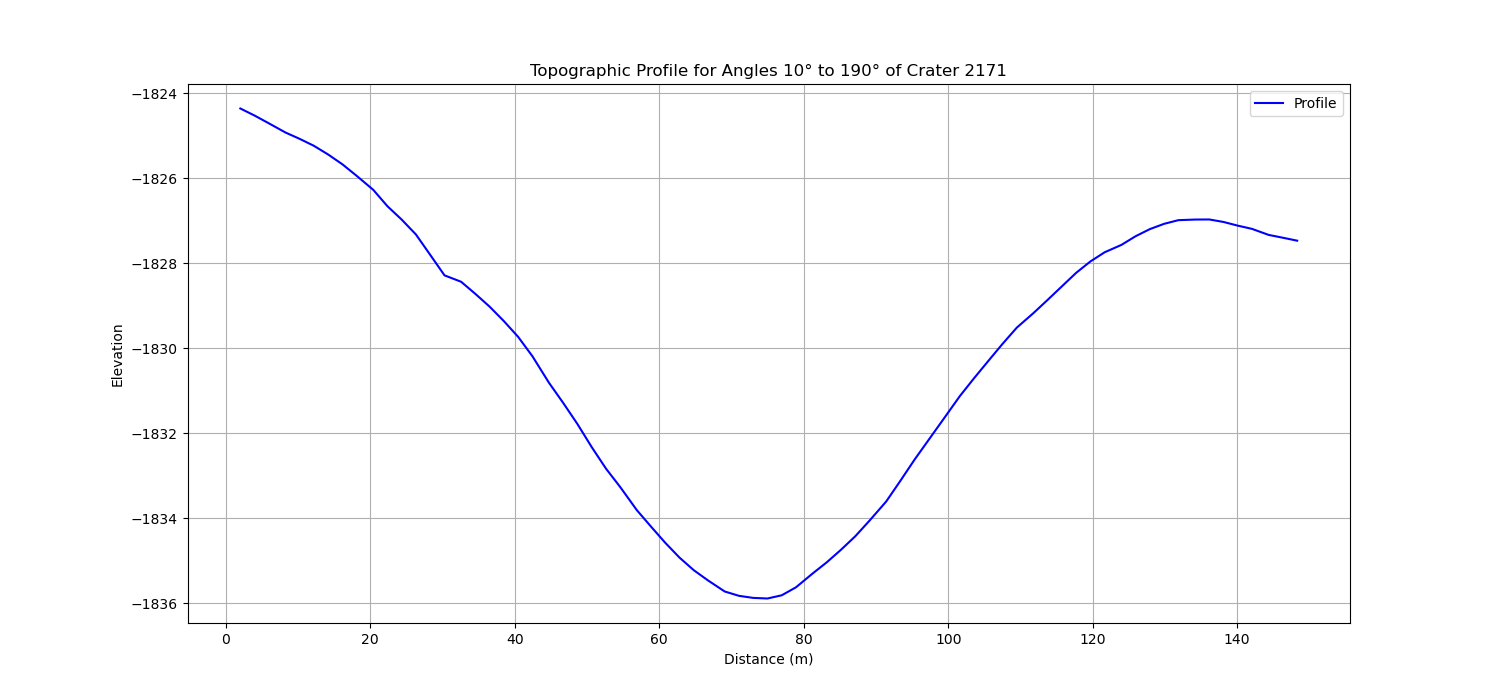 Topographic Profile for Angles 10° to 190° of Crater 2171
Profile
−1824
−1826
−1828
−1830
−1832
−1834
−1836
Elevation
0 20 40 60 80 100 120 140
Distance (m)